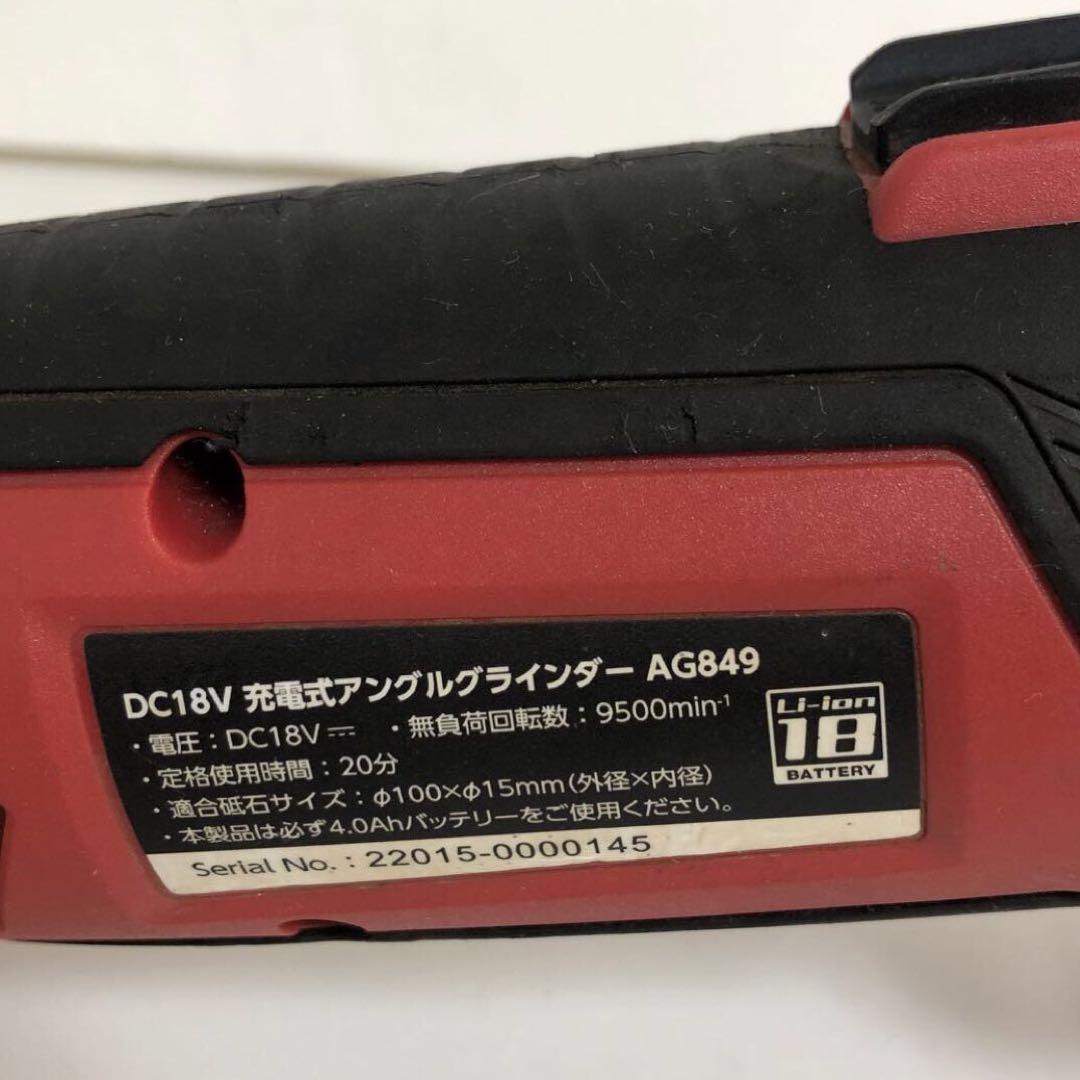 DC18V 充電式アングルグラインダー AG849
・電圧：DC18V⎓ ・無負荷回転数：9500min⁻¹
・定格使用時間：20分
・適合砥石サイズ：φ100×φ15mm(外径×内径)
・本製品は必ず4.0Ahバッテリーをご使用ください。
Serial No.：22015-0000145
Li-ion
18
BATTERY